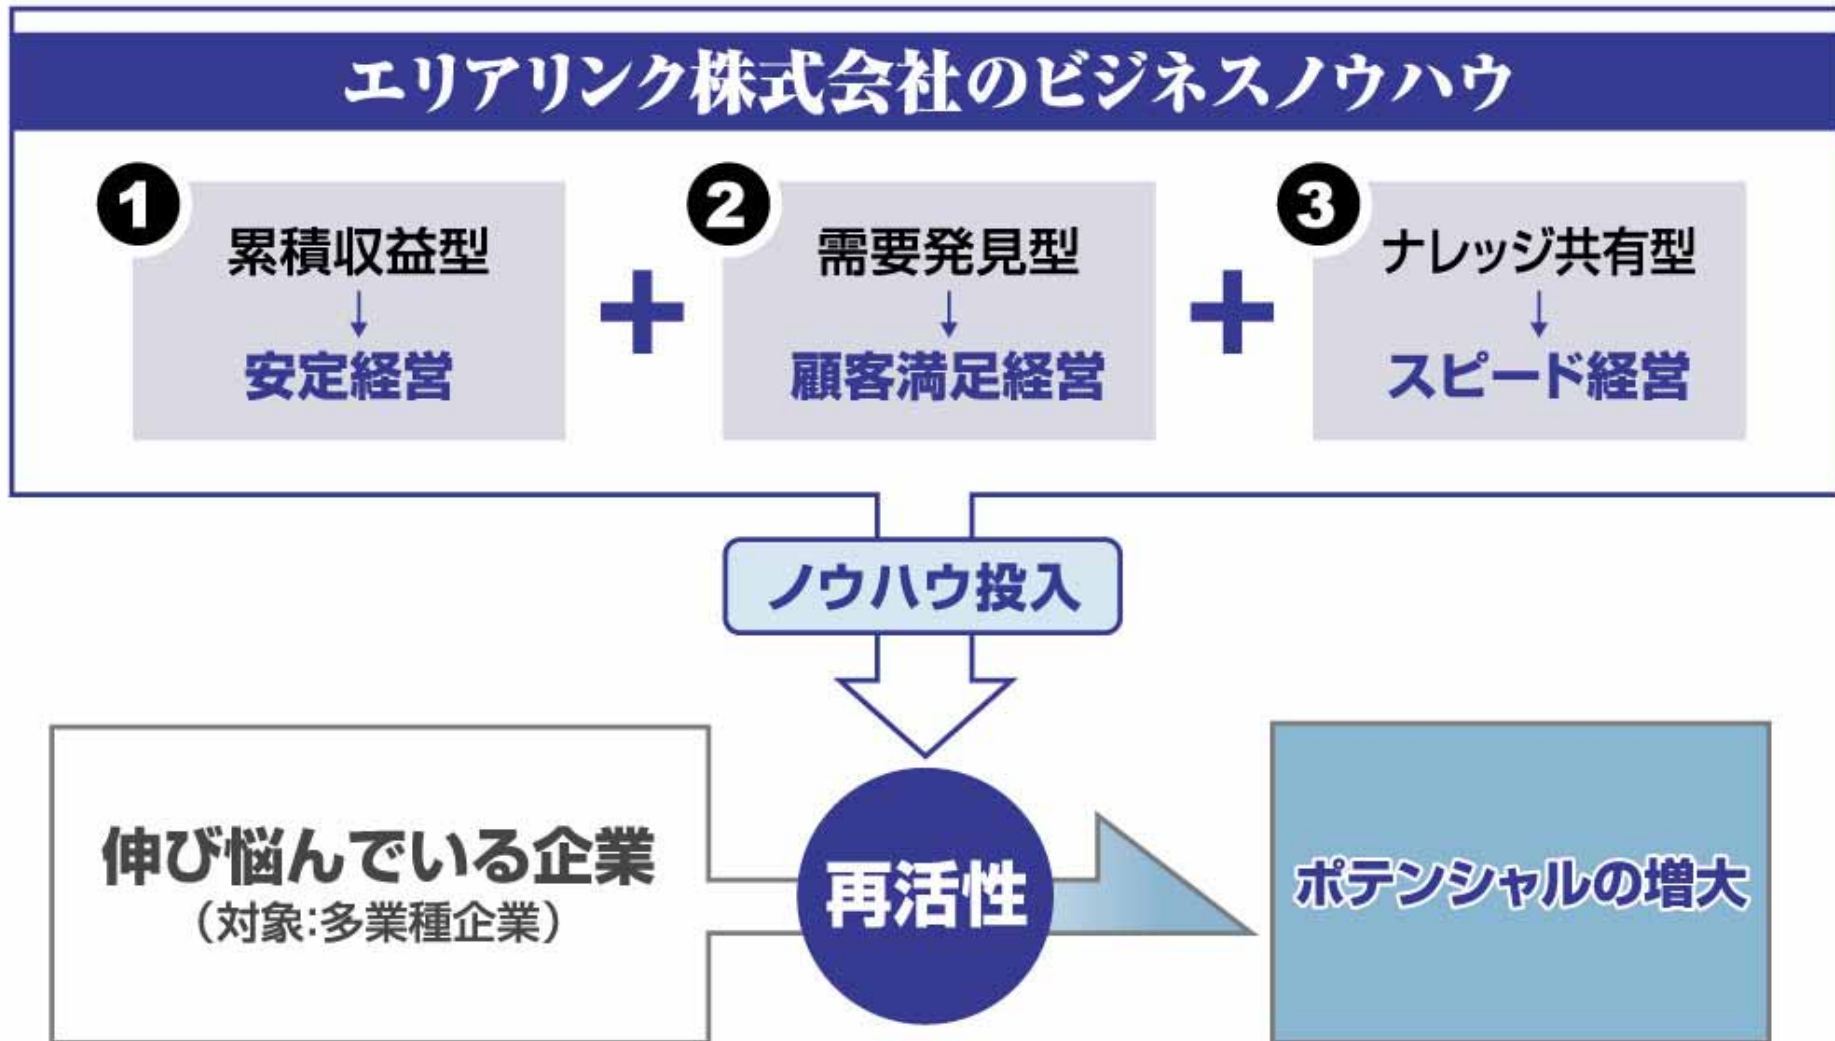 エリアリンク株式会社のビジネスノウハウ
1
累積収益型
↓
安定経営
+
2
需要発見型
↓
顧客満足経営
+
3
ナレッジ共有型
↓
スピード経営
ノウハウ投入
伸び悩んでいる企業
（対象:多業種企業）
再活性
ポテンシャルの増大